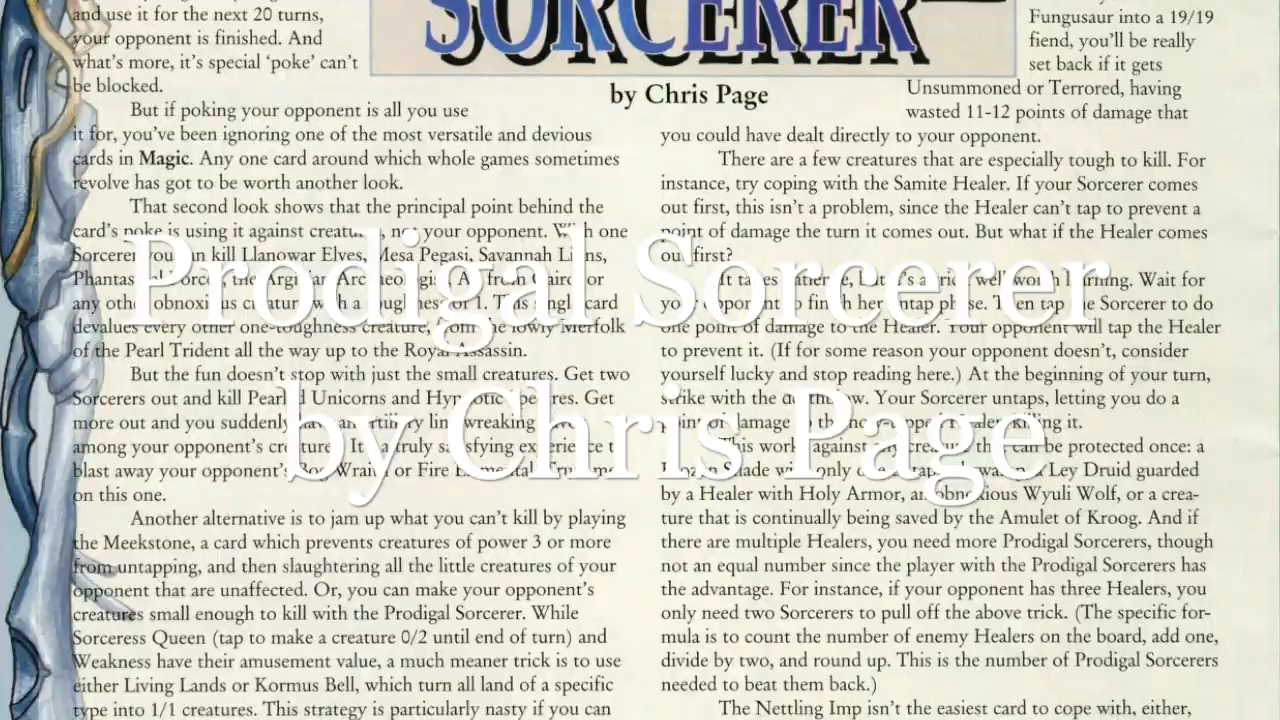 SORCERER
by Chris Page
and use it for the next 20 turns,
your opponent is finished. And
what's more, it's special 'poke' can't
be blocked.
But if poking your opponent is all you use
it for, you've been ignoring one of the most versatile and devious
cards in Magic. Any one card around which whole games sometimes
revolve has got to be worth another look.
That second look shows that the principal point behind the
card's poke is using it against creatures, not your opponent. With one
Sorcerer you can kill Llanowar Elves, Mesa Pegasi, Savannah Lions,
any other obnoxious creature with a toughness of 1. This single card
devalues every other one-toughness creature, from the lowly Merfolk
of the Pearl Trident all the way up to the Royal Assassin.
But the fun doesn't stop with just the small creatures. Get two
Sorcerers out and kill Pearled Unicorns and Hypnotic Specters. Get
more out and you suddenly have an artillery line wreaking
among your opponent's creatures. It's a truly satisfying experience to
blast away your opponent's Bog Wraith or Fire Elemental. Trust me
on this one.
Another alternative is to jam up what you can't kill by playing
the Meekstone, a card which prevents creatures of power 3 or more
from untapping, and then slaughtering all the little creatures of your
opponent that are unaffected. Or, you can make your opponent's
creatures small enough to kill with the Prodigal Sorcerer. While
Sorceress Queen (tap to make a creature 0/2 until end of turn) and
Weakness have their amusement value, a much meaner trick is to use
either Living Lands or Kormus Bell, which turn all land of a specific
type into 1/1 creatures. This strategy is particularly nasty if you can
Fungusaur into a 19/19
fiend, you'll be really
set back if it gets
Unsummoned or Terrored, having
wasted 11-12 points of damage that
you could have dealt directly to your opponent.
There are a few creatures that are especially tough to kill. For
instance, try coping with the Samite Healer. If your Sorcerer comes
out first, this isn't a problem, since the Healer can't tap to prevent a
point of damage the turn it comes out. But what if the Healer comes
out first?
It takes patience, but it's a trick well worth learning. Wait for
your opponent to finish her untap phase. Then tap the Sorcerer to do
one point of damage to the Healer. Your opponent will tap the Healer
to prevent it. (If for some reason your opponent doesn't, consider
yourself lucky and stop reading here.) At the beginning of your turn,
strike with the death blow. Your Sorcerer untaps, letting you do a
point of damage to the now-tapped Healer, killing it.
This works against any creature that can be protected once: a
Frozen Shade with only one untapped swamp, a Ley Druid guarded
by a Healer with Holy Armor, an obnoxious Wyuli Wolf, or a crea-
ture that is continually being saved by the Amulet of Kroog. And if
there are multiple Healers, you need more Prodigal Sorcerers, though
not an equal number since the player with the Prodigal Sorcerers has
the advantage. For instance, if your opponent has three Healers, you
only need two Sorcerers to pull off the above trick. (The specific for-
mula is to count the number of enemy Healers on the board, add one,
divide by two, and round up. This is the number of Prodigal Sorcerers
needed to beat them back.)
The Nettling Imp isn't the easiest card to cope with, either,
Prodigal Sorcerer
by Chris Page